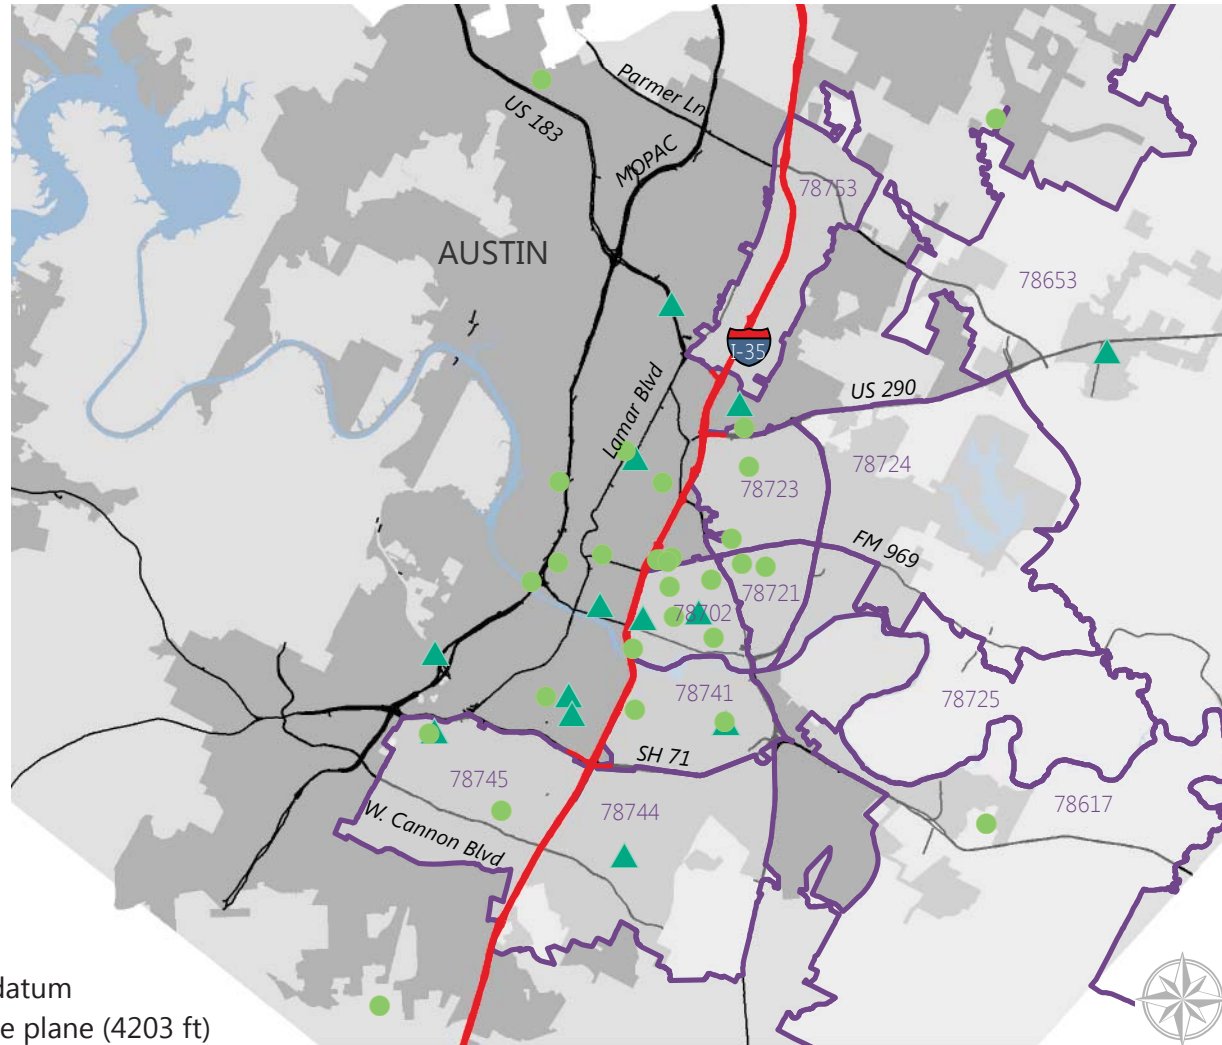 Parmer Ln
US 183
MOPAC
78753
AUSTIN
78653
I-35
Lamar Blvd
US 290
78724
78723
FM 969
78721
78702
78741
78725
SH 71
78745
78617
78744
W. Cannon Blvd
datum
e plane (4203 ft)